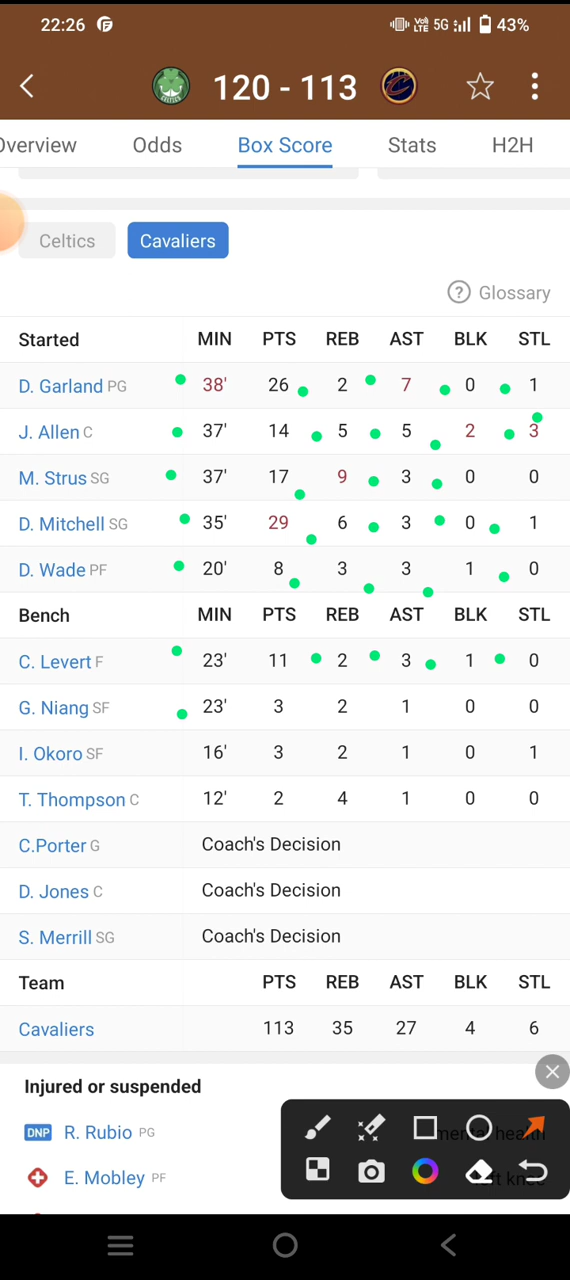 22:26 VoI LTE 5G 43%
120 - 113
Overview Odds Box Score Stats H2H
Celtics Cavaliers
? Glossary
Started MIN PTS REB AST BLK STL
D. Garland PG 38' 26 2 7 0 1
J. Allen C 37' 14 5 5 2 3
M. Strus SG 37' 17 9 3 0 0
D. Mitchell SG 35' 29 6 3 0 1
D. Wade PF 20' 8 3 3 1 0
Bench MIN PTS REB AST BLK STL
C. Levert F 23' 11 2 3 1 0
G. Niang SF 23' 3 2 1 0 0
I. Okoro SF 16' 3 2 1 0 1
T. Thompson C 12' 2 4 1 0 0
C.Porter G Coach's Decision
D. Jones C Coach's Decision
S. Merrill SG Coach's Decision
Team PTS REB AST BLK STL
Cavaliers 113 35 27 4 6
Injured or suspended
DNP R. Rubio PG mental health
E. Mobley PF left knee